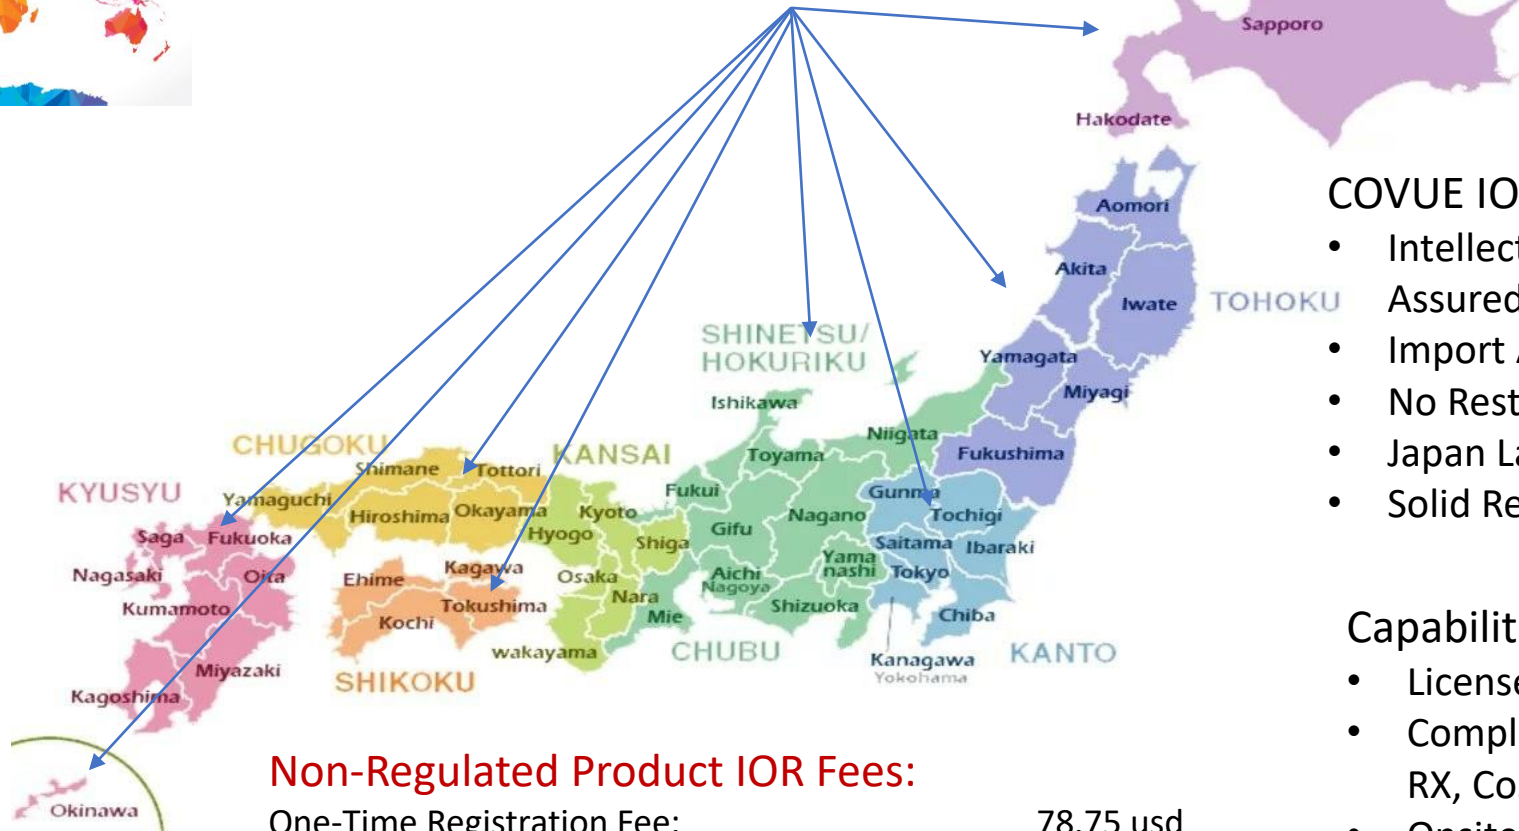 Sapporo
Hakodate
Aomori
Akita
Iwate
TOHOKU
Yamagata
Miyagi
Fukushima
SHINETSU/
HOKURIKU
Ishikawa
Niigata
Toyama
Fukui
Gifu
Nagano
Gunma
Tochigi
Saitama
Ibaraki
Yama
nashi
Tokyo
Aichi
Nagoya
Shizuoka
Chiba
Kanagawa
Yokohama
KANTO
CHUBU
KANSAI
Kyoto
Hyogo
Shiga
Osaka
Nara
Mie
wakayama
CHUGOKU
Shimane
Tottori
Yamaguchi
Hiroshima
Okayama
KYUSYU
Saga
Fukuoka
Nagasaki
Oita
Kumamoto
Miyazaki
Kagoshima
Ehime
Kagawa
Tokushima
Kochi
SHIKOKU
Okinawa
COVUE IO
• Intellect
Assured
• Import
• No Rest
• Japan La
• Solid Re
Capabilit
• License
• Compl
RX, Co
• Onsite
Non-Regulated Product IOR Fees:
One-Time Registration Fee: 78.75 usd